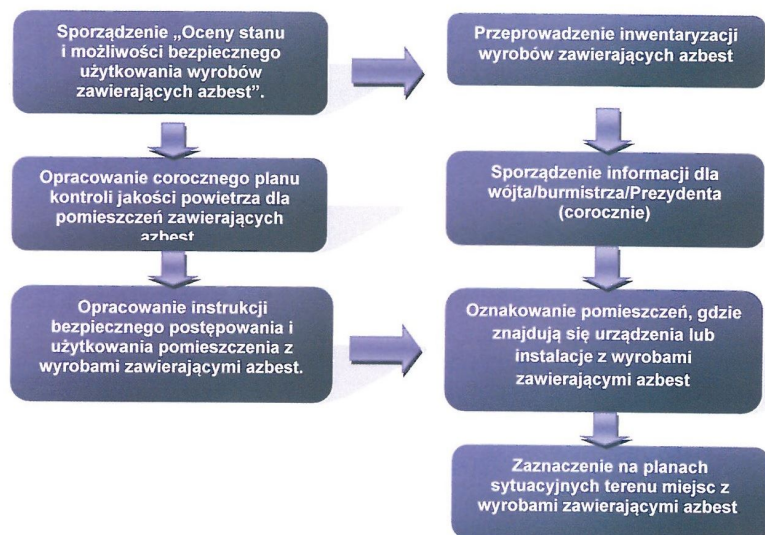 Sporządzenie „Oceny stanu
i możliwości bezpiecznego
użytkowania wyrobów
zawierających azbest”.
Przeprowadzenie inwentaryzacji
wyrobów zawierających azbest
Opracowanie corocznego planu
kontroli jakości powietrza dla
pomieszczeń zawierających
azbest
Sporządzenie informacji dla
wójta/burmistrza/Prezydenta
(corocznie)
Opracowanie instrukcji
bezpiecznego postępowania i
użytkowania pomieszczenia z
wyrobami zawierającymi azbest.
Oznakowanie pomieszczeń, gdzie
znajdują się urządzenia lub
instalacje z wyrobami
zawierającymi azbest
Zaznaczenie na planach
sytuacyjnych terenu miejsc z
wyrobami zawierającymi azbest